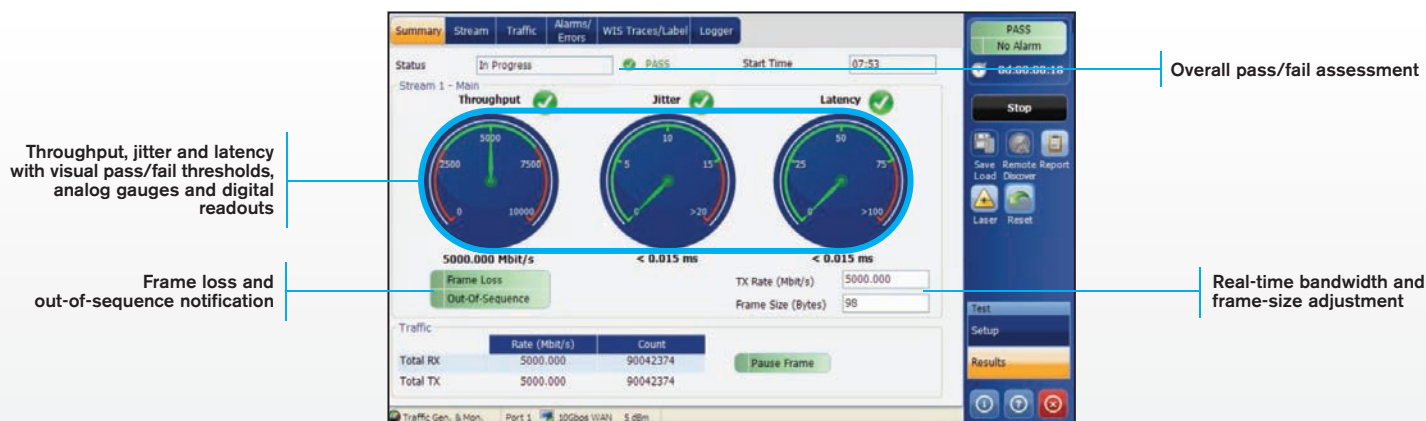 Summary Stream Traffic Alarms/ Errors WIS Traces/Label Logger
Status In Progress PASS Start Time 07:53
Stream 1 - Main
Throughput Jitter Latency
0 2500 5000 7500 10000
0 5 10 15 >20
0 25 50 75 >100
5000.000 Mbit/s < 0.015 ms < 0.015 ms
Frame Loss
Out-Of-Sequence
TX Rate (Mbit/s) 5000.000
Frame Size (Bytes) 98
Traffic
Rate (Mbit/s) Count
Total RX 5000.000 90042374
Total TX 5000.000 90042374
Pause Frame
Traffic Gen. & Mon. Port 1 10Gbps WAN 5 dBm
PASS
No Alarm
0d:00:00:18
Stop
Save Remote Report
Load Discover
Laser Reset
Test
Setup
Results
Throughput, jitter and latency
with visual pass/fail thresholds,
analog gauges and digital
readouts
Frame loss and
out-of-sequence notification
Overall pass/fail assessment
Real-time bandwidth and
frame-size adjustment